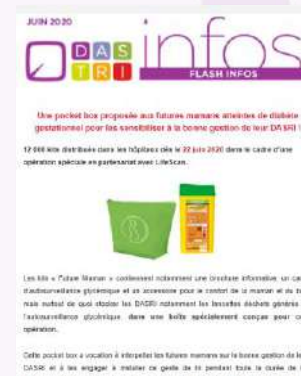 JUIN 2020
DAS
TRI
infos
FLASH INFOS
Une pocket box proposée aux futures mamans atteintes de diabète
gestationnel pour les sensibiliser à la bonne gestion de leur DASRI !
12 000 kits distribués dans les hôpitaux dès le 22 juin 2020 dans le cadre d'une
opération spéciale en partenariat avec LifeScan.
Les kits « Future Maman » contiennent notamment une brochure informative, un
d'autosurveillance glycémique et un accessoire pour le confort de la maman et du
mais surtout de quoi stocker les DASRI notamment les lancettes déchets générés
l'autosurveillance glycémique, dans une boîte spécialement conçue pour
opération.
Cette pocket box a vocation à interpeller les futures mamans sur la bonne gestion de
DASRI et à les engager à installer ce geste de tri pendant toute la durée de